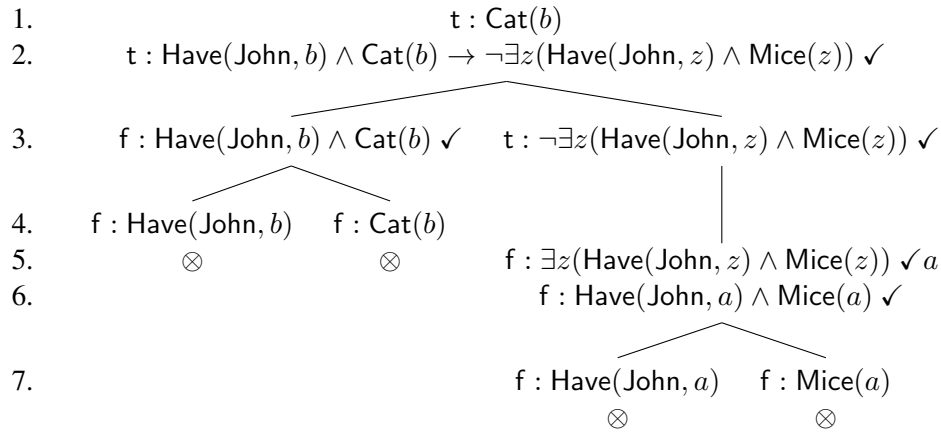 1. t : Cat(b)
2. t : Have(John, b) ∧ Cat(b) → ¬∃z(Have(John, z) ∧ Mice(z)) ✓
3. f : Have(John, b) ∧ Cat(b) ✓ t : ¬∃z(Have(John, z) ∧ Mice(z)) ✓
4. f : Have(John, b) f : Cat(b)
5. ⊗ ⊗ f : ∃z(Have(John, z) ∧ Mice(z)) ✓a
6. f : Have(John, a) ∧ Mice(a) ✓
7. f : Have(John, a) f : Mice(a)
⊗ ⊗